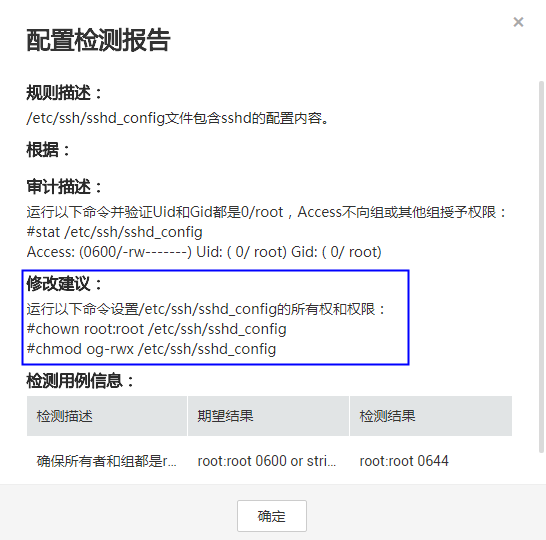 ×
配置检测报告
规则描述：
/etc/ssh/sshd_config文件包含sshd的配置内容。
根据：
审计描述：
运行以下命令并验证Uid和Gid都是0/root，Access不向组或其他组授予权限：
#stat /etc/ssh/sshd_config
Access: (0600/-rw-------) Uid: ( 0/ root) Gid: ( 0/ root)
修改建议：
运行以下命令设置/etc/ssh/sshd_config的所有权和权限：
#chown root:root /etc/ssh/sshd_config
#chmod og-rwx /etc/ssh/sshd_config
检测用例信息：
检测描述 期望结果 检测结果
确保所有者和组都是r... root:root 0600 or stri... root:root 0644
确定